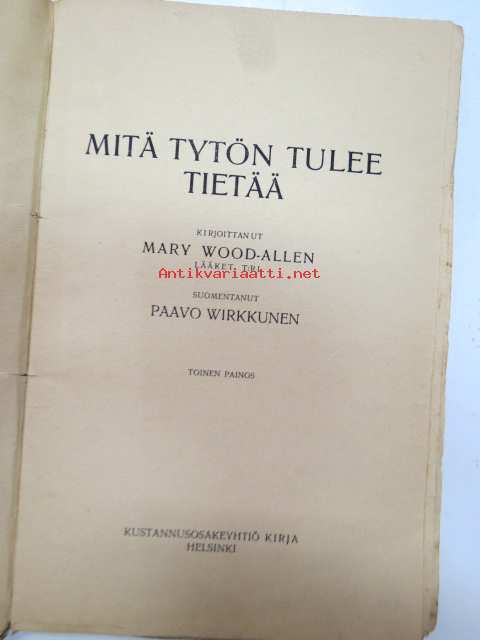 MITÄ TYTÖN TULEE
TIETÄÄ
KIRJOITTANUT
MARY WOOD-ALLEN
LÄÄKET. T:RI
Antikvariaatti.net
SUOMENTANUT
PAAVO WIRKKUNEN
TOINEN PAINOS
KUSTANNUSOSAKEYHTIÖ KIRJA
HELSINKI